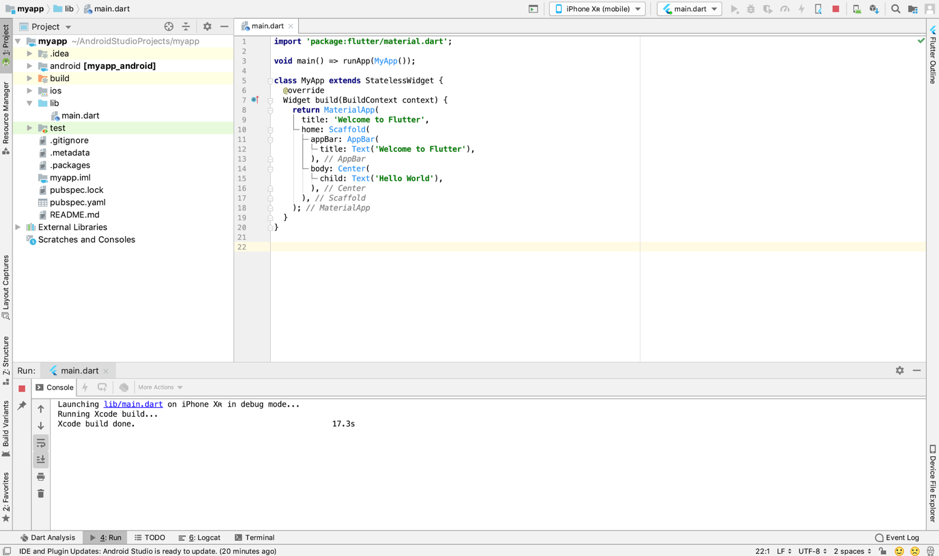 myapp lib main.dart iPhone Xʀ (mobile) main.dart
Project main.dart
myapp ~/AndroidStudioProjects/myapp
.idea
android [myapp_android]
build
ios
lib
main.dart
test
.gitignore
.metadata
.packages
myapp.iml
pubspec.lock
pubspec.yaml
README.md
External Libraries
Scratches and Consoles
1: Project
Resource Manager
Layout Captures
Z: Structure
Build Variants
2: Favorites
1 import 'package:flutter/material.dart';
2
3 void main() => runApp(MyApp());
4
5 class MyApp extends StatelessWidget {
6 @override
7 Widget build(BuildContext context) {
8 return MaterialApp(
9 title: 'Welcome to Flutter',
10 home: Scaffold(
11 appBar: AppBar(
12 title: Text('Welcome to Flutter'),
13 ), // AppBar
14 body: Center(
15 child: Text('Hello World'),
16 ), // Center
17 ), // Scaffold
18 ); // MaterialApp
19 }
20 }
21
22
Flutter Outline
Device File Explorer
Run: main.dart
Console More Actions
Launching lib/main.dart on iPhone Xʀ in debug mode...
Running Xcode build...
Xcode build done. 17.3s
Dart Analysis 4: Run TODO 6: Logcat Terminal Event Log
IDE and Plugin Updates: Android Studio is ready to update. (20 minutes ago) 22:1 LF UTF-8 2 spaces